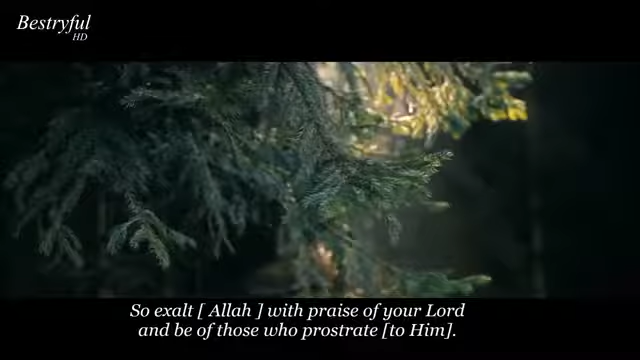 Bestryful
HD
So exalt [ Allah ] with praise of your Lord
and be of those who prostrate [to Him].